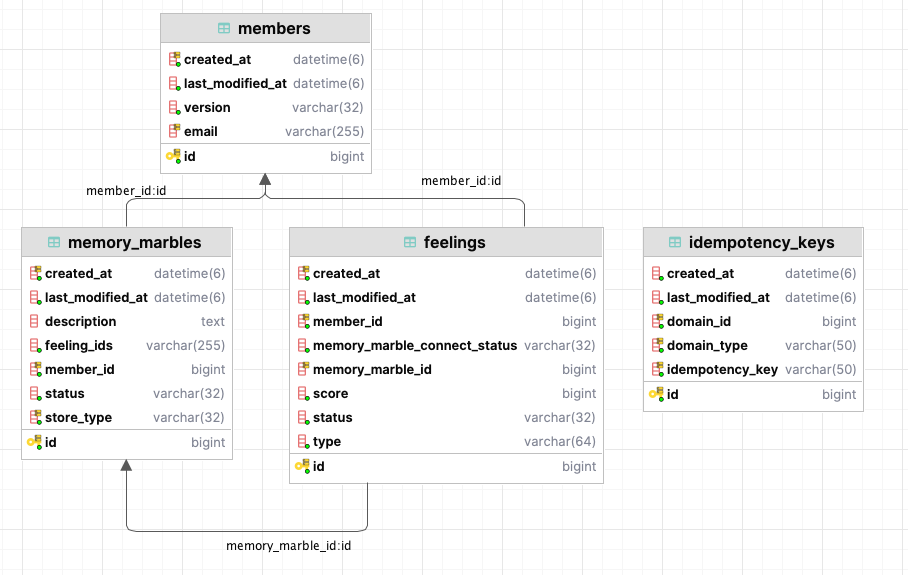 members
created_at datetime(6)
last_modified_at datetime(6)
version varchar(32)
email varchar(255)
id bigint
member_id:id
member_id:id
memory_marbles
created_at datetime(6)
last_modified_at datetime(6)
description text
feeling_ids varchar(255)
member_id bigint
status varchar(32)
store_type varchar(32)
id bigint
feelings
created_at datetime(6)
last_modified_at datetime(6)
member_id bigint
memory_marble_connect_status varchar(32)
memory_marble_id bigint
score bigint
status varchar(32)
type varchar(64)
id bigint
idempotency_keys
created_at datetime(6)
last_modified_at datetime(6)
domain_id bigint
domain_type varchar(50)
idempotency_key varchar(50)
id bigint
memory_marble_id:id